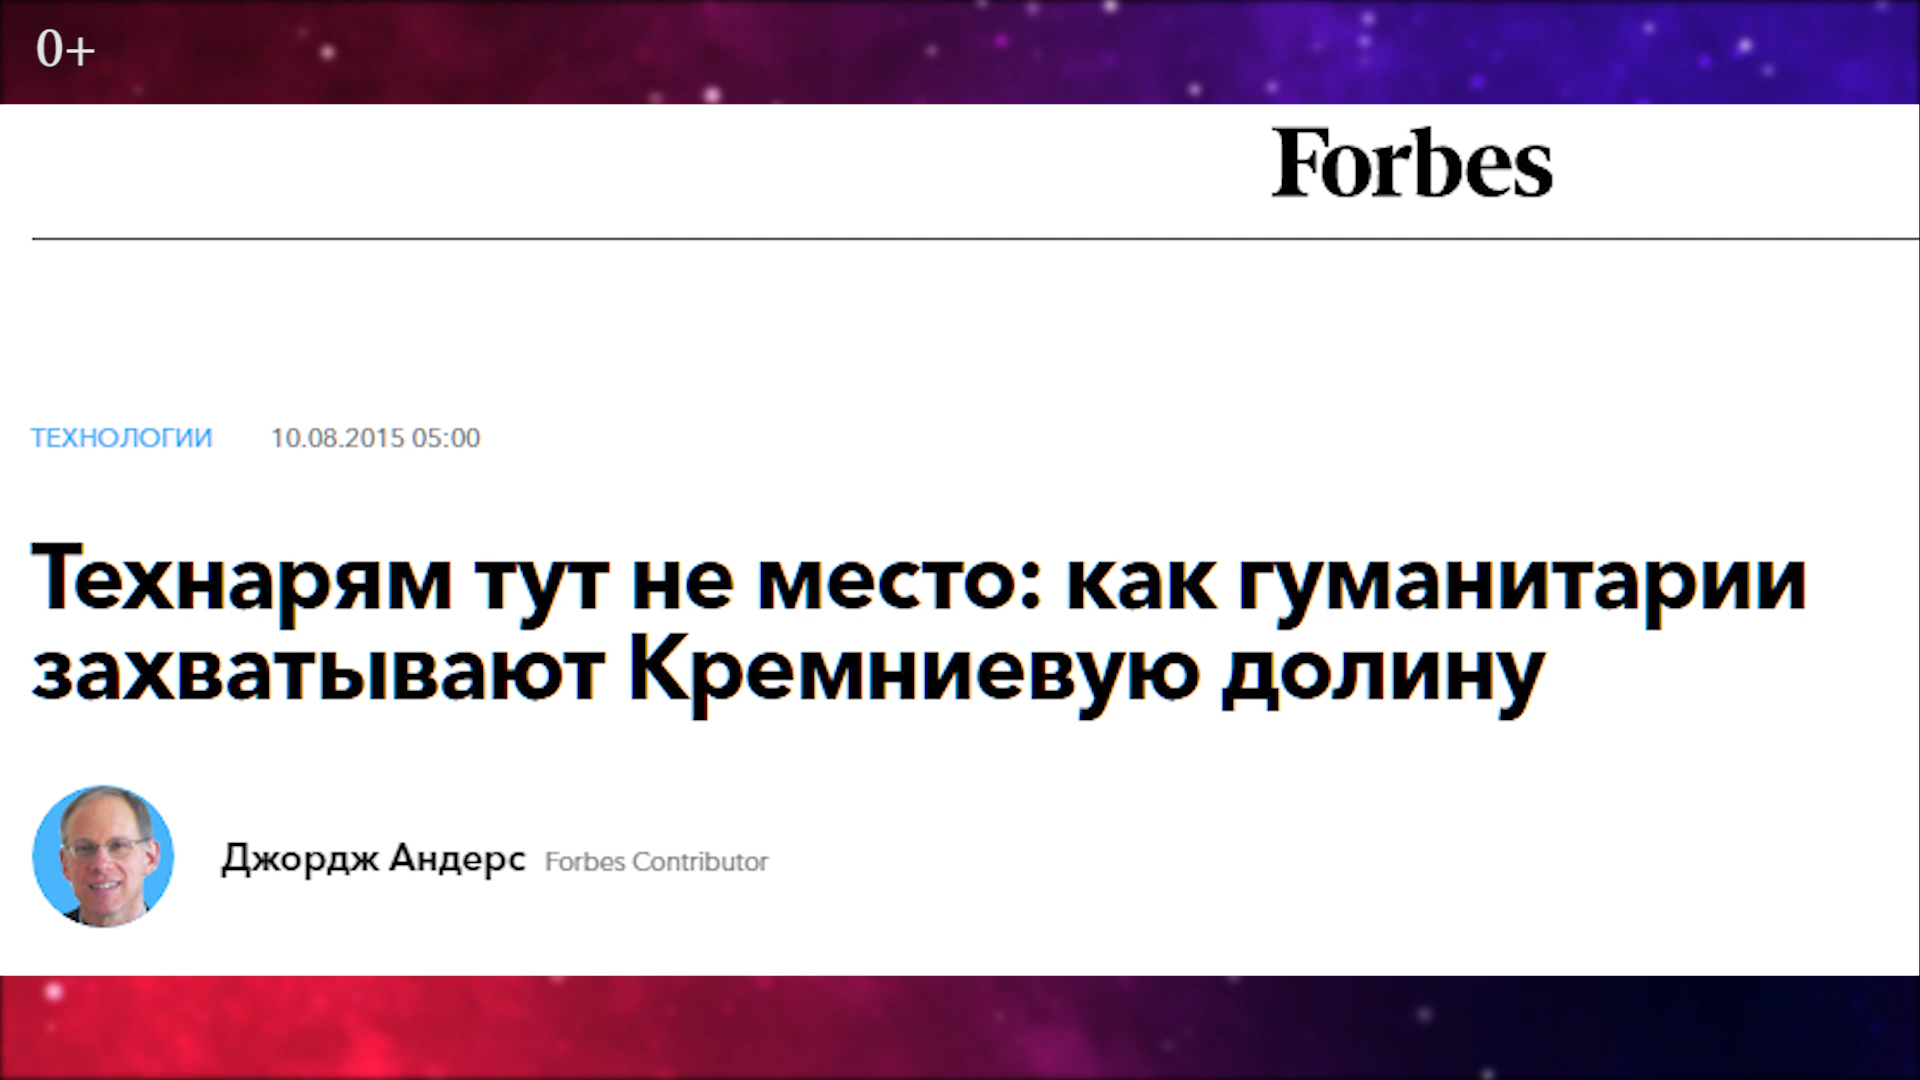 0+
Forbes
ТЕХНОЛОГИИ 10.08.2015 05:00
Технарям тут не место: как гуманитарии
захватывают Кремниевую долину
Джордж Андерс Forbes Contributor